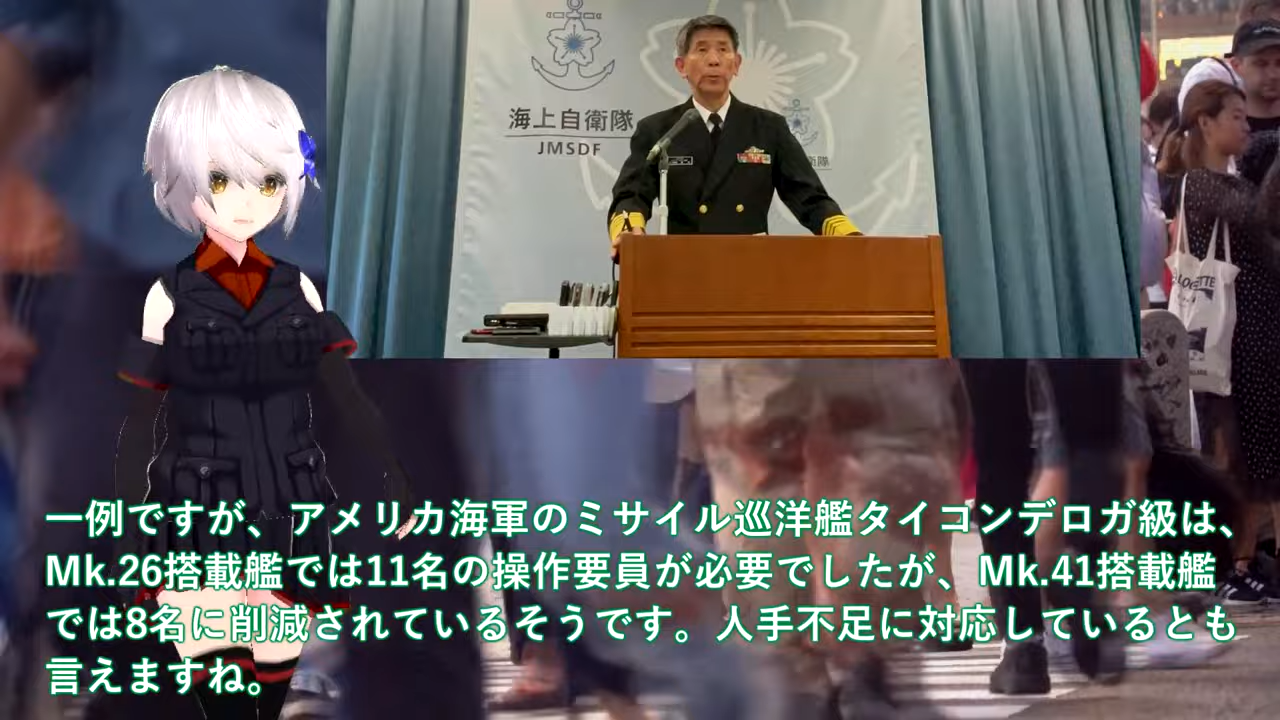 海上自衛隊
JMSDF
衛隊
一例ですが、アメリカ海軍のミサイル巡洋艦タイコンデロガ級は、
Mk.26搭載艦では11名の操作要員が必要でしたが、Mk.41搭載艦
では8名に削減されているそうです。人手不足に対応しているとも
言えますね。